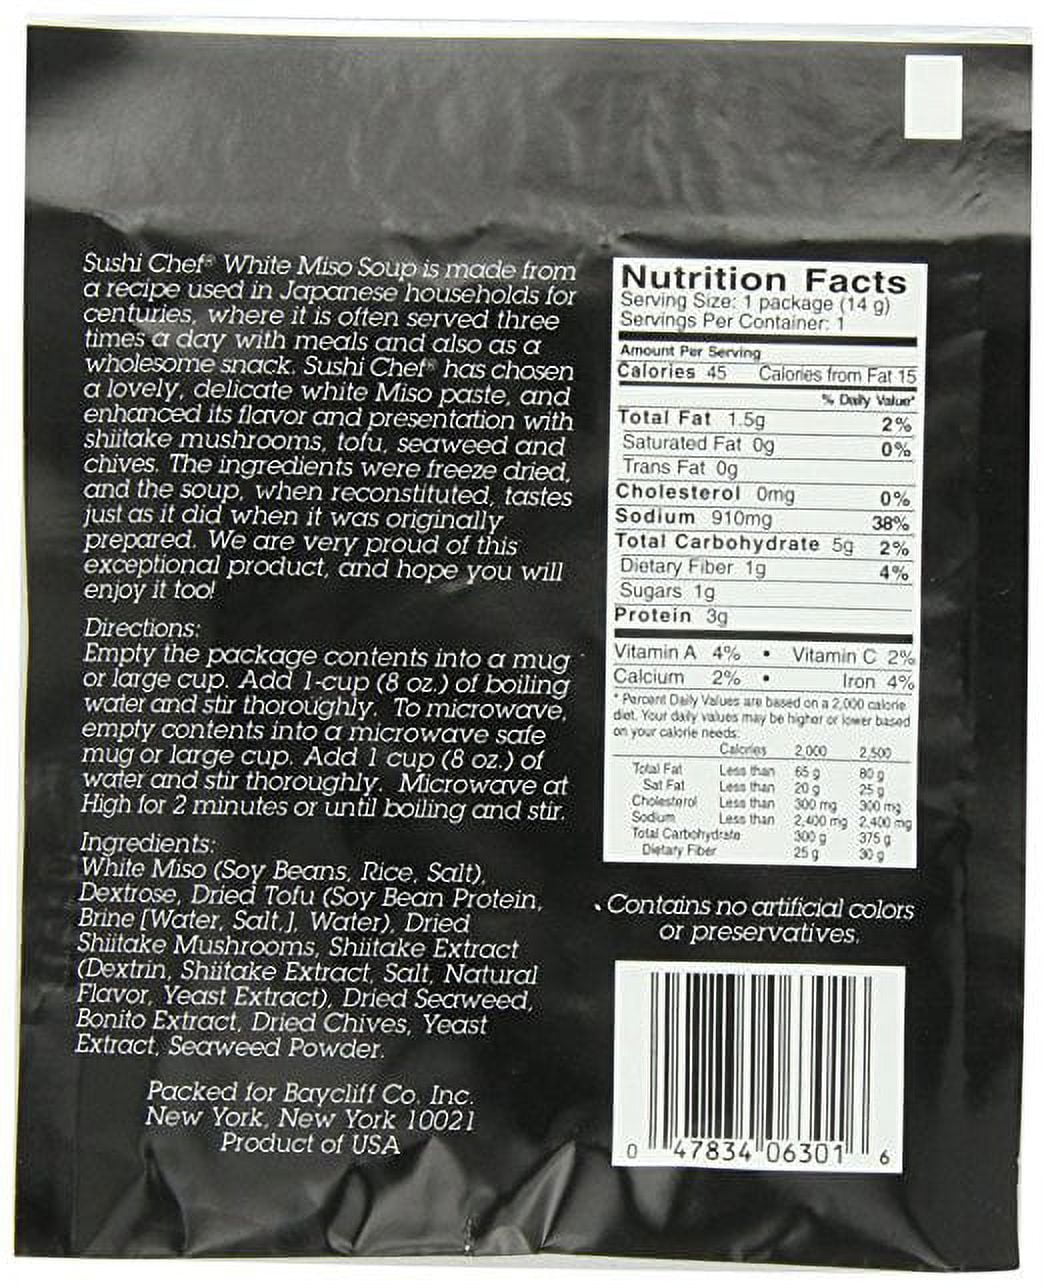 Sushi Chef® White Miso Soup is made from
a recipe used in Japanese households for
centuries, where it is often served three
times a day with meals and also as a
wholesome snack. Sushi Chef® has chosen
a lovely, delicate white Miso paste, and
enhanced its flavor and presentation with
shiitake mushrooms, tofu, seaweed and
chives. The ingredients were freeze dried,
and the soup, when reconstituted, tastes
just as it did when it was originally
prepared. We are very proud of this
exceptional product, and hope you will
enjoy it too!
Directions:
Empty the package contents into a mug
or large cup. Add 1-cup (8 oz.) of boiling
water and stir thoroughly. To microwave,
empty contents into a microwave safe
mug or large cup. Add 1 cup (8 oz.) of
water and stir thoroughly. Microwave at
High for 2 minutes or until boiling and stir.
Ingredients:
White Miso (Soy Beans, Rice, Salt),
Dextrose, Dried Tofu (Soy Bean Protein,
Brine [Water, Salt,], Water), Dried
Shiitake Mushrooms, Shiitake Extract
(Dextrin, Shiitake Extract, Salt, Natural
Flavor, Yeast Extract), Dried Seaweed,
Bonito Extract, Dried Chives, Yeast
Extract, Seaweed Powder.
Packed for Baycliff Co. Inc.
New York, New York 10021
Product of USA
Nutrition Facts
Serving Size: 1 package (14 g)
Servings Per Container: 1
Amount Per Serving
Calories 45 Calories from Fat 15
% Daily Value*
Total Fat 1.5g 2%
Saturated Fat 0g 0%
Trans Fat 0g
Cholesterol 0mg 0%
Sodium 910mg 38%
Total Carbohydrate 5g 2%
Dietary Fiber 1g 4%
Sugars 1g
Protein 3g
Vitamin A 4% • Vitamin C 2%
Calcium 2% • Iron 4%
* Percent Daily Values are based on a 2,000 calorie
diet. Your daily values may be higher or lower based
on your calorie needs:
Calories 2,000 2,500
Total Fat Less than 65 g 80 g
Sat Fat Less than 20 g 25 g
Cholesterol Less than 300 mg 300 mg
Sodium Less than 2,400 mg 2,400 mg
Total Carbohydrate 300 g 375 g
Dietary Fiber 25 g 30 g
Contains no artificial colors
or preservatives.
0 47834 06301 6